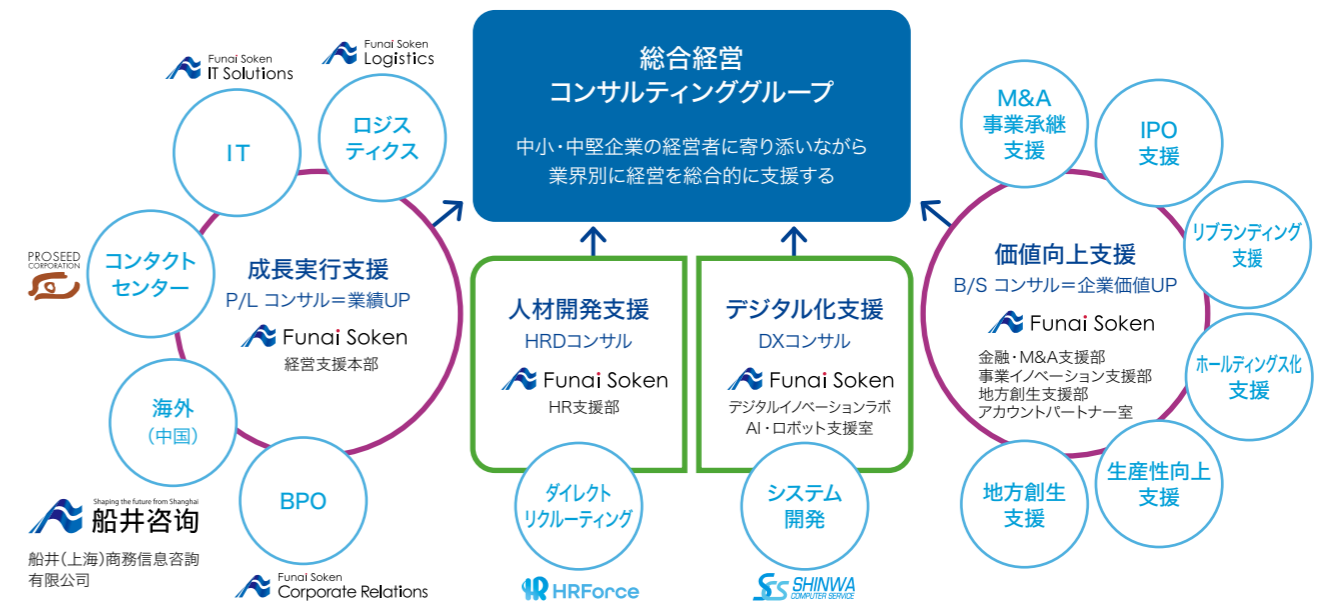 総合経営
コンサルティンググループ
中小・中堅企業の経営者に寄り添いながら
業界別に経営を総合的に支援する
Funai Soken
IT Solutions
Funai Soken
Logistics
IT
ロジス
ティクス
PROSEED
CORPORATION
コンタクト
センター
海外
（中国）
Shaping the future from Shanghai
船井咨询
船井（上海）商務信息咨詢
有限公司
BPO
Funai Soken
Corporate Relations
成長実行支援
P/L コンサル＝業績UP
Funai Soken
経営支援本部
人材開発支援
HRDコンサル
Funai Soken
HR支援部
ダイレクト
リクルーティング
HRForce
デジタル化支援
DXコンサル
Funai Soken
デジタルイノベーションラボ
AI・ロボット支援室
システム
開発
SCS SHINWA
COMPUTER SERVICE
価値向上支援
B/S コンサル＝企業価値UP
Funai Soken
金融・M&A支援部
事業イノベーション支援部
地方創生支援部
アカウントパートナー室
M&A
事業承継
支援
IPO
支援
リブランディング
支援
ホールディングス化
支援
生産性向上
支援
地方創生
支援